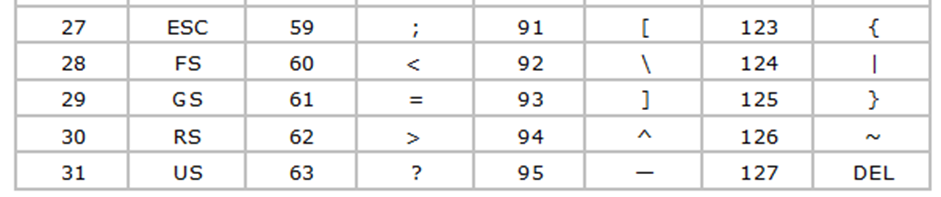 27 ESC 59 ; 91 [ 123 {
28 FS 60 < 92 \ 124 |
29 GS 61 = 93 ] 125 }
30 RS 62 > 94 ^ 126 ~
31 US 63 ? 95 — 127 DEL